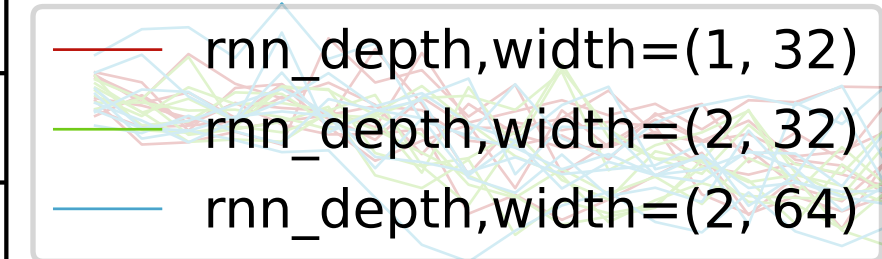 rnn_depth,width=(1, 32)
rnn_depth,width=(2, 32)
rnn_depth,width=(2, 64)